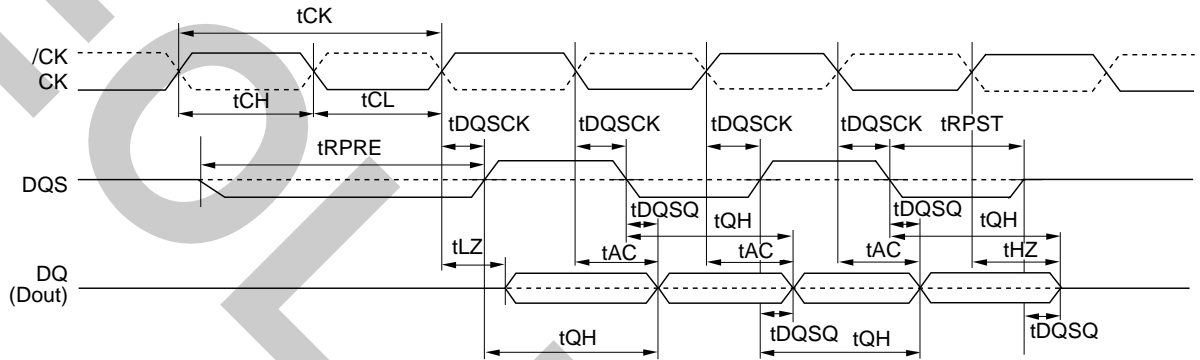 tCK
/CK
CK
tCH
tCL
tDQSCK
tDQSCK
tDQSCK
tDQSCK
tRPST
tRPRE
DQS
tDQSQ
tDQSQ
tQH
tQH
tLZ
tAC
tAC
tAC
tHZ
DQ
(Dout)
tDQSQ
tDQSQ
tQH
tQH